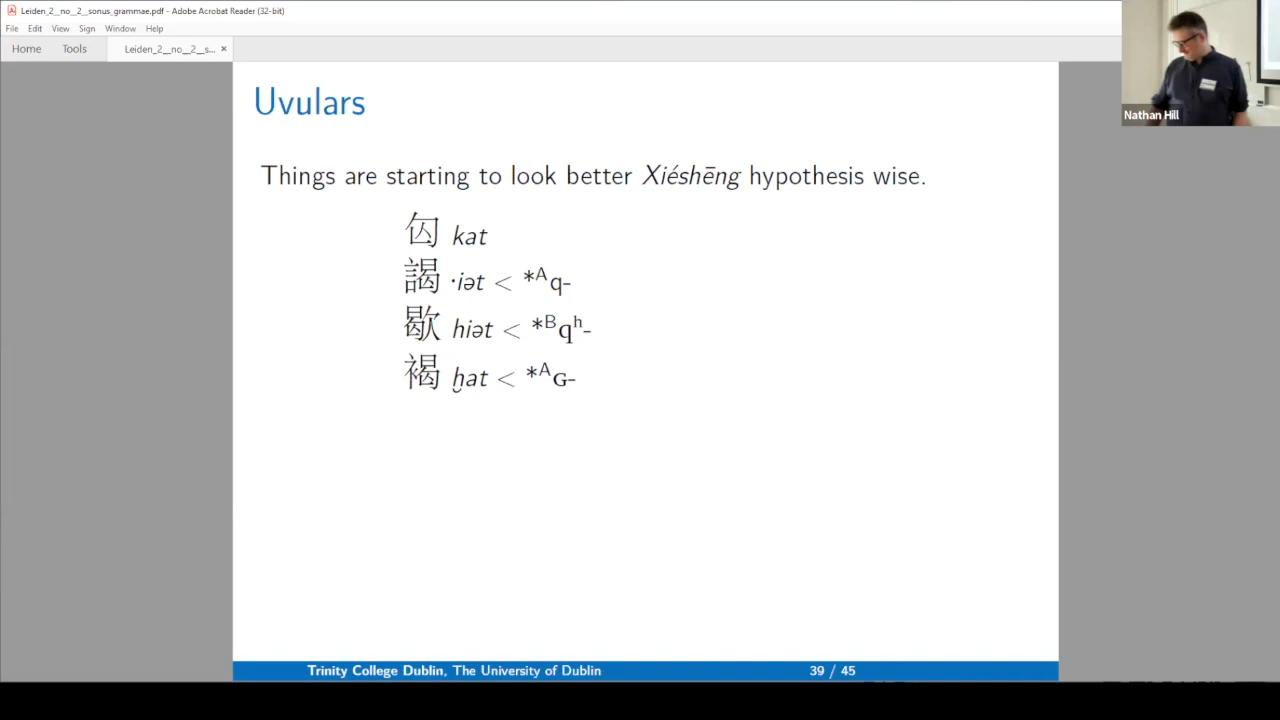 Leiden_2__no__2__sonus_grammae.pdf - Adobe Acrobat Reader (32-bit)
File Edit View Sign Window Help
Home Tools Leiden_2__no__2__s... ×
Nathan Hill
Uvulars
Things are starting to look better Xiéshēng hypothesis wise.
匃 kat
謁 ·iət < *ᴬq-
歇 hiət < *ᴮqʰ-
褐 ḫat < *ᴬɢ-
Trinity College Dublin, The University of Dublin 39 / 45